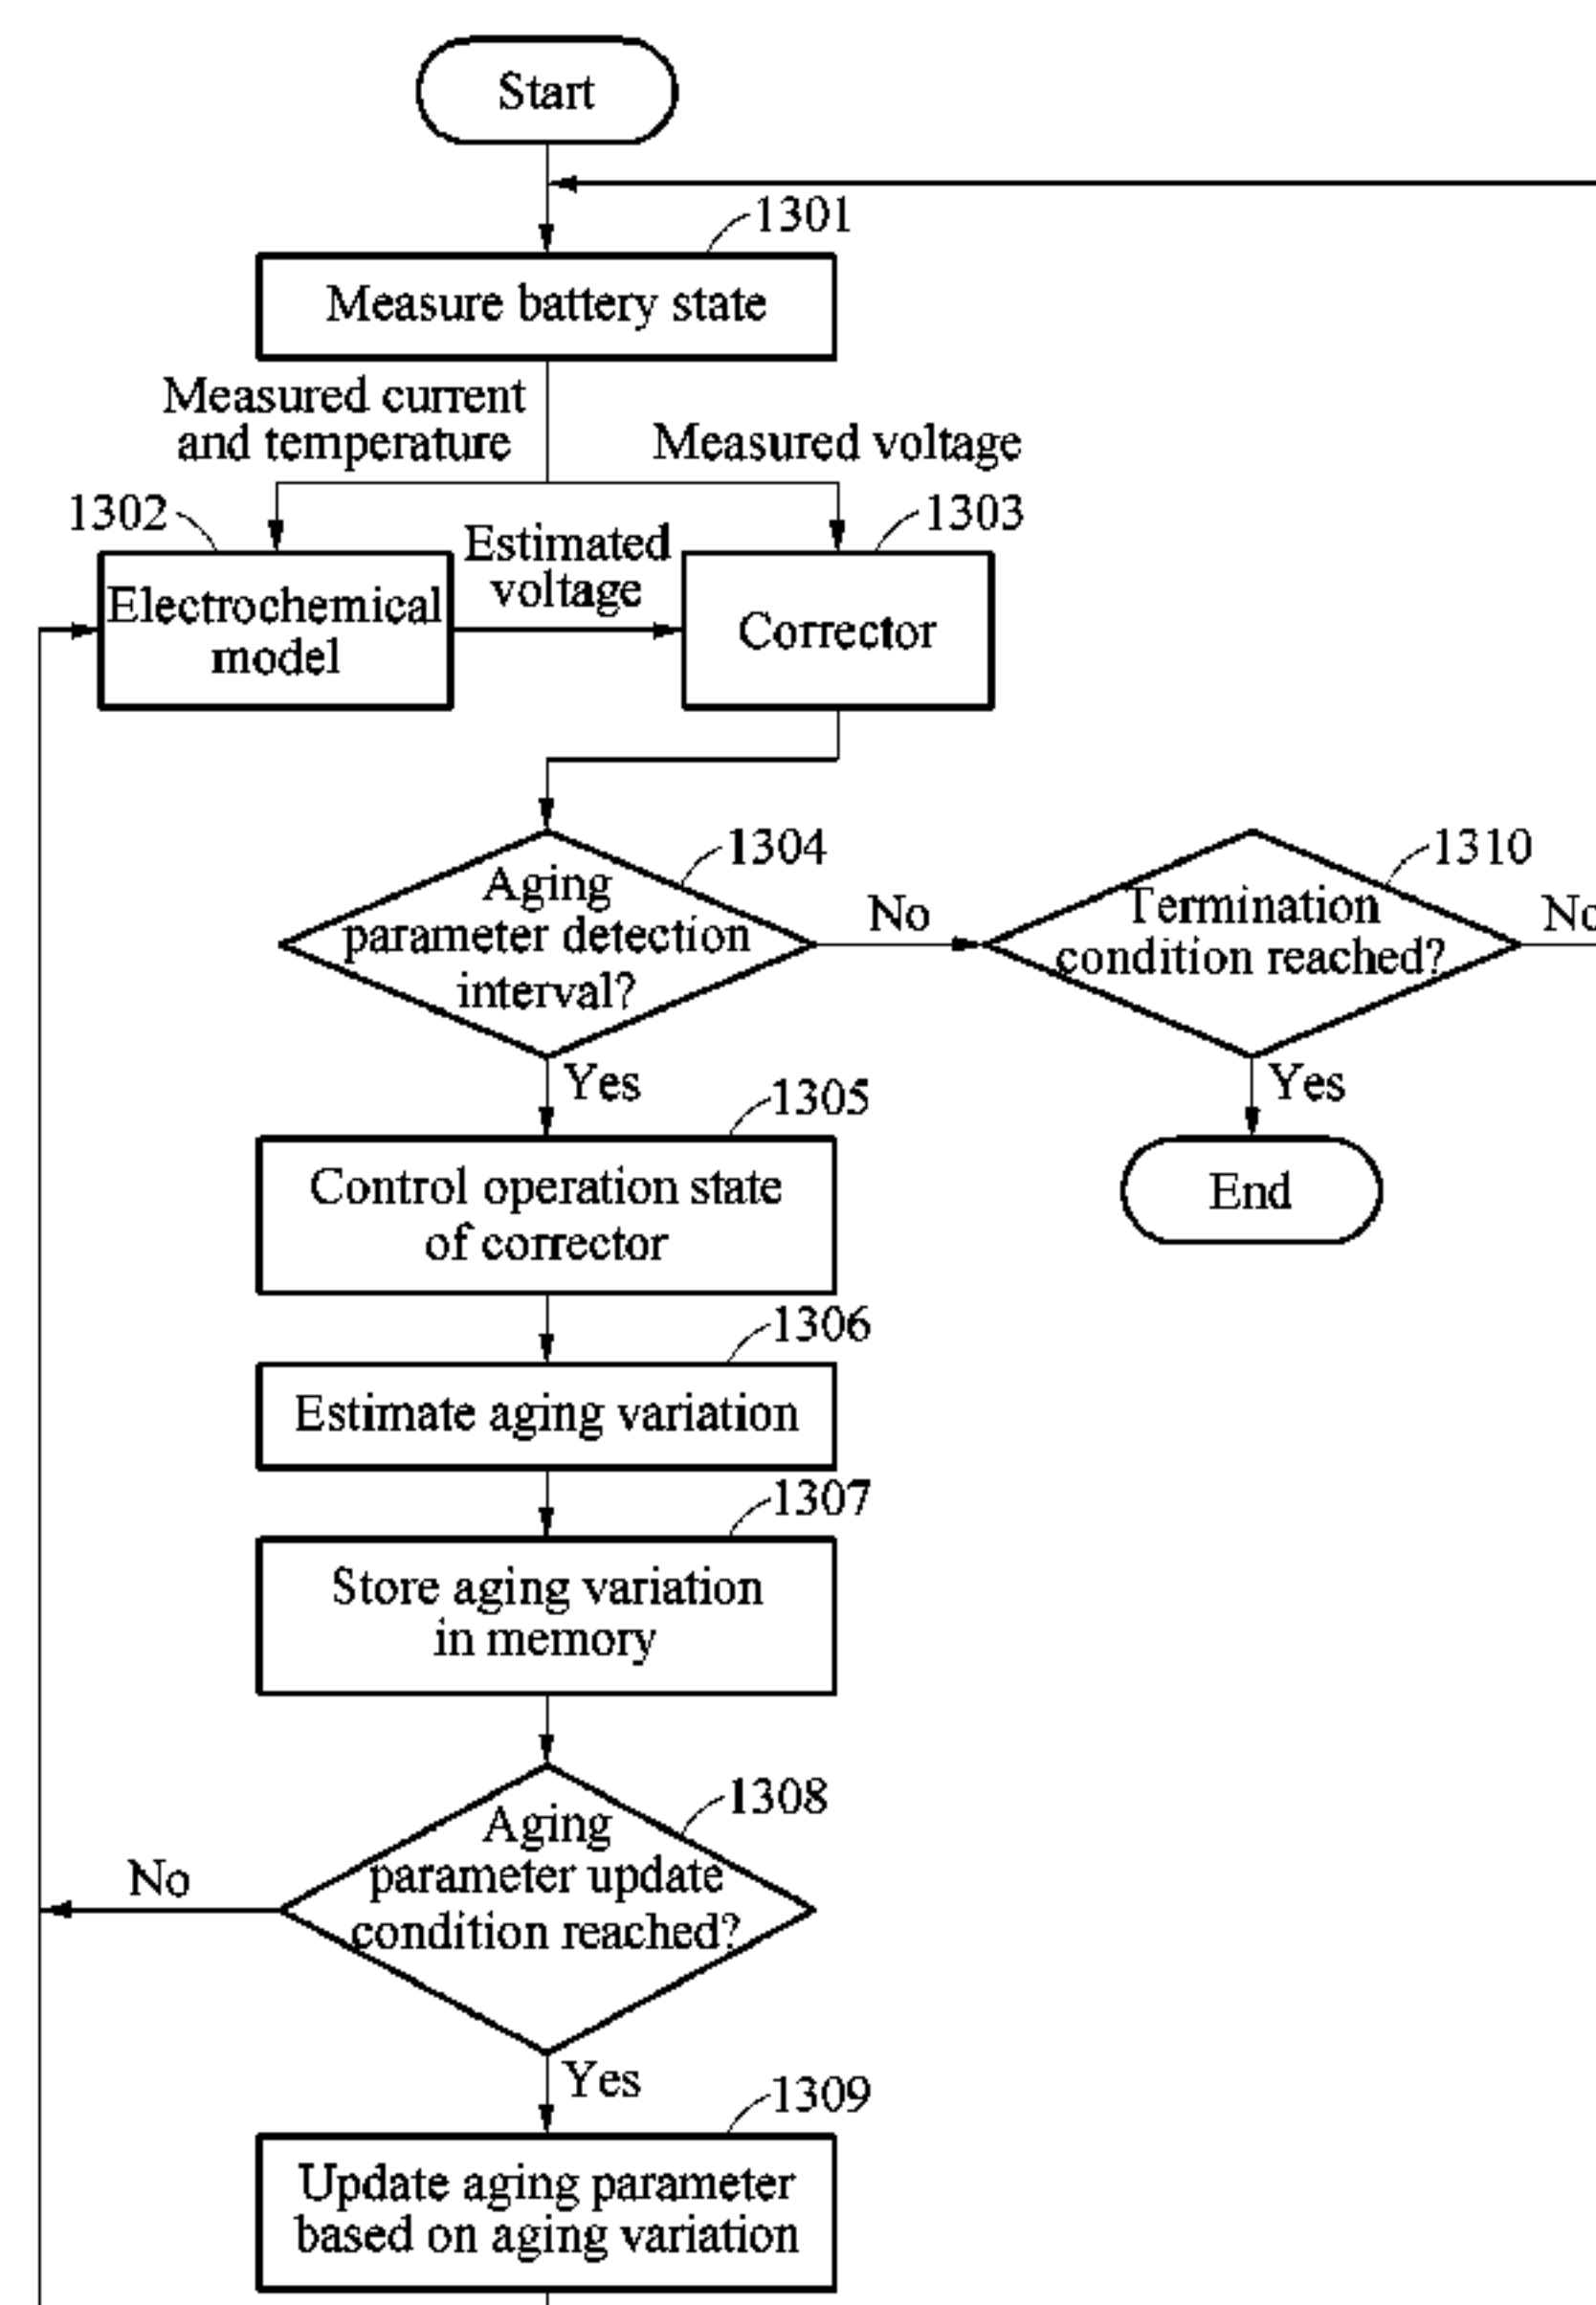 Start
1301
Measure battery state
Measured current
and temperature
Measured voltage
1302
Estimated
voltage
1303
Electrochemical
model
Corrector
1304
Aging
parameter detection
interval?
No
1310
Termination
condition reached?
No
Yes
Yes
1305
Control operation state
of corrector
End
1306
Estimate aging variation
1307
Store aging variation
in memory
1308
Aging
parameter update
condition reached?
No
Yes
1309
Update aging parameter
based on aging variation